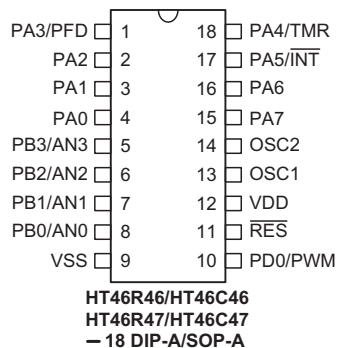 PA3/PFD 1 18 PA4/TMR
PA2 2 17 PA5/INT
PA1 3 16 PA6
PA0 4 15 PA7
PB3/AN3 5 14 OSC2
PB2/AN2 6 13 OSC1
PB1/AN1 7 12 VDD
PB0/AN0 8 11 RES
VSS 9 10 PD0/PWM
HT46R46/HT46C46
HT46R47/HT46C47
– 18 DIP-A/SOP-A